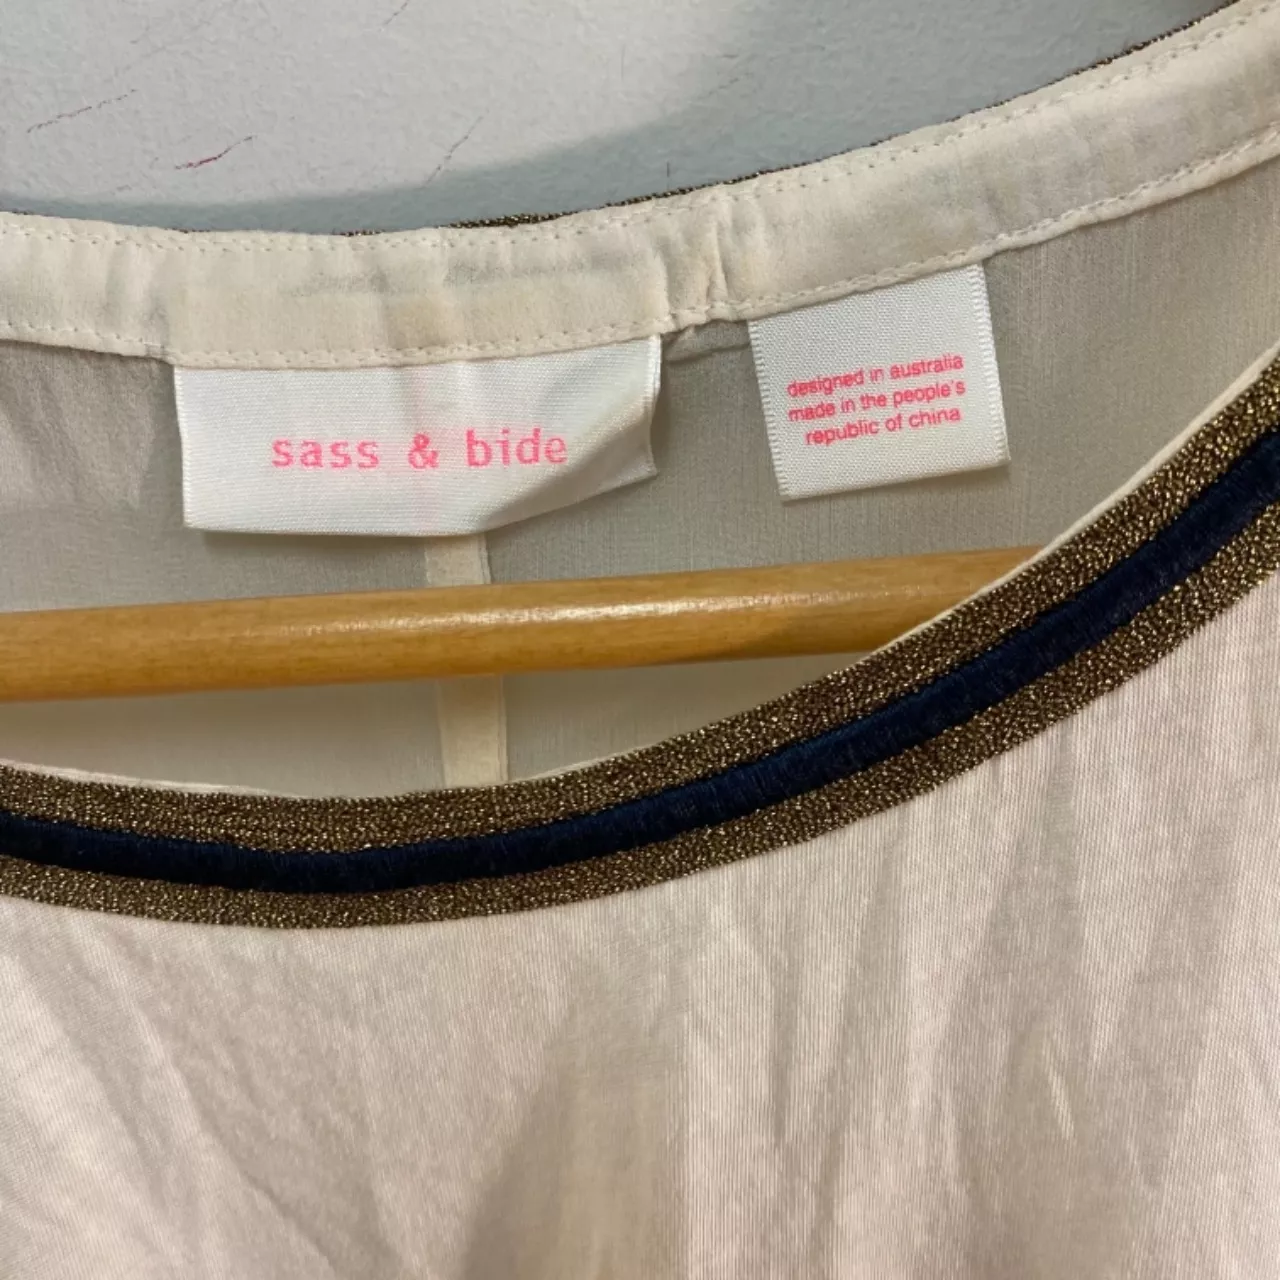 sass & bide
designed in australia
made in the people's
republic of china